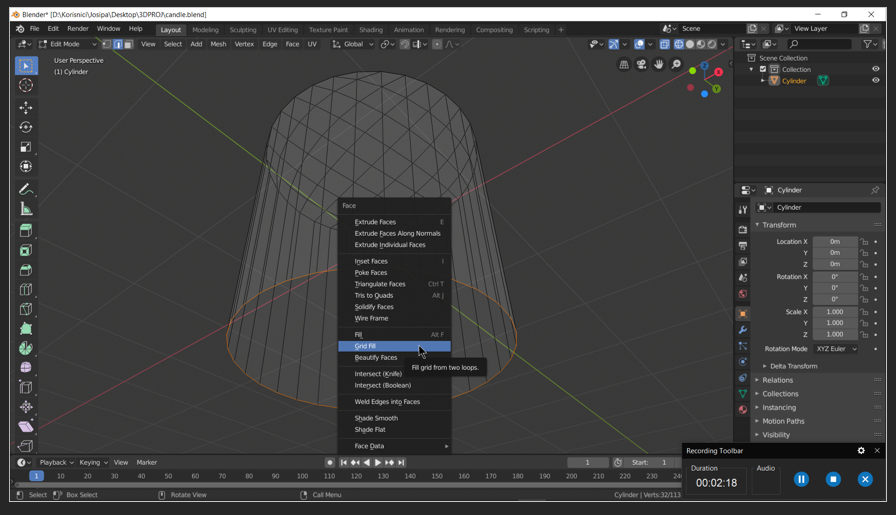 Blender* [D:\Korisnici\Josipa\Desktop\3DPROJ\candle.blend]
File Edit Render Window Help Layout Modeling Sculpting UV Editing Texture Paint Shading Animation Rendering Compositing Scripting + Scene View Layer
Edit Mode View Select Add Mesh Vertex Edge Face UV Global
User Perspective
(1) Cylinder
Z
X
Y
Scene Collection
Collection
Cylinder
Face
Extrude Faces E
Extrude Faces Along Normals
Extrude Individual Faces
Inset Faces I
Poke Faces
Triangulate Faces Ctrl T
Tris to Quads Alt J
Solidify Faces
Wire Frame
Fill Alt F
Grid Fill
Beautify Faces
Fill grid from two loops.
Intersect (Knife)
Intersect (Boolean)
Weld Edges into Faces
Shade Smooth
Shade Flat
Face Data
Cylinder
Cylinder
Transform
Location X 0m
Y 0m
Z 0m
Rotation X 0°
Y 0°
Z 0°
Scale X 1.000
Y 1.000
Z 1.000
Rotation Mode XYZ Euler
Delta Transform
Relations
Collections
Instancing
Motion Paths
Visibility
Playback Keying View Marker 1 Start: 1
1 10 20 30 40 50 60 70 80 90 100 110 120 130 140 150 160 170 180 190 200 210 220 230
Select Box Select Rotate View Call Menu Cylinder | Verts:32/113
Recording Toolbar
Duration Audio
00:02:18